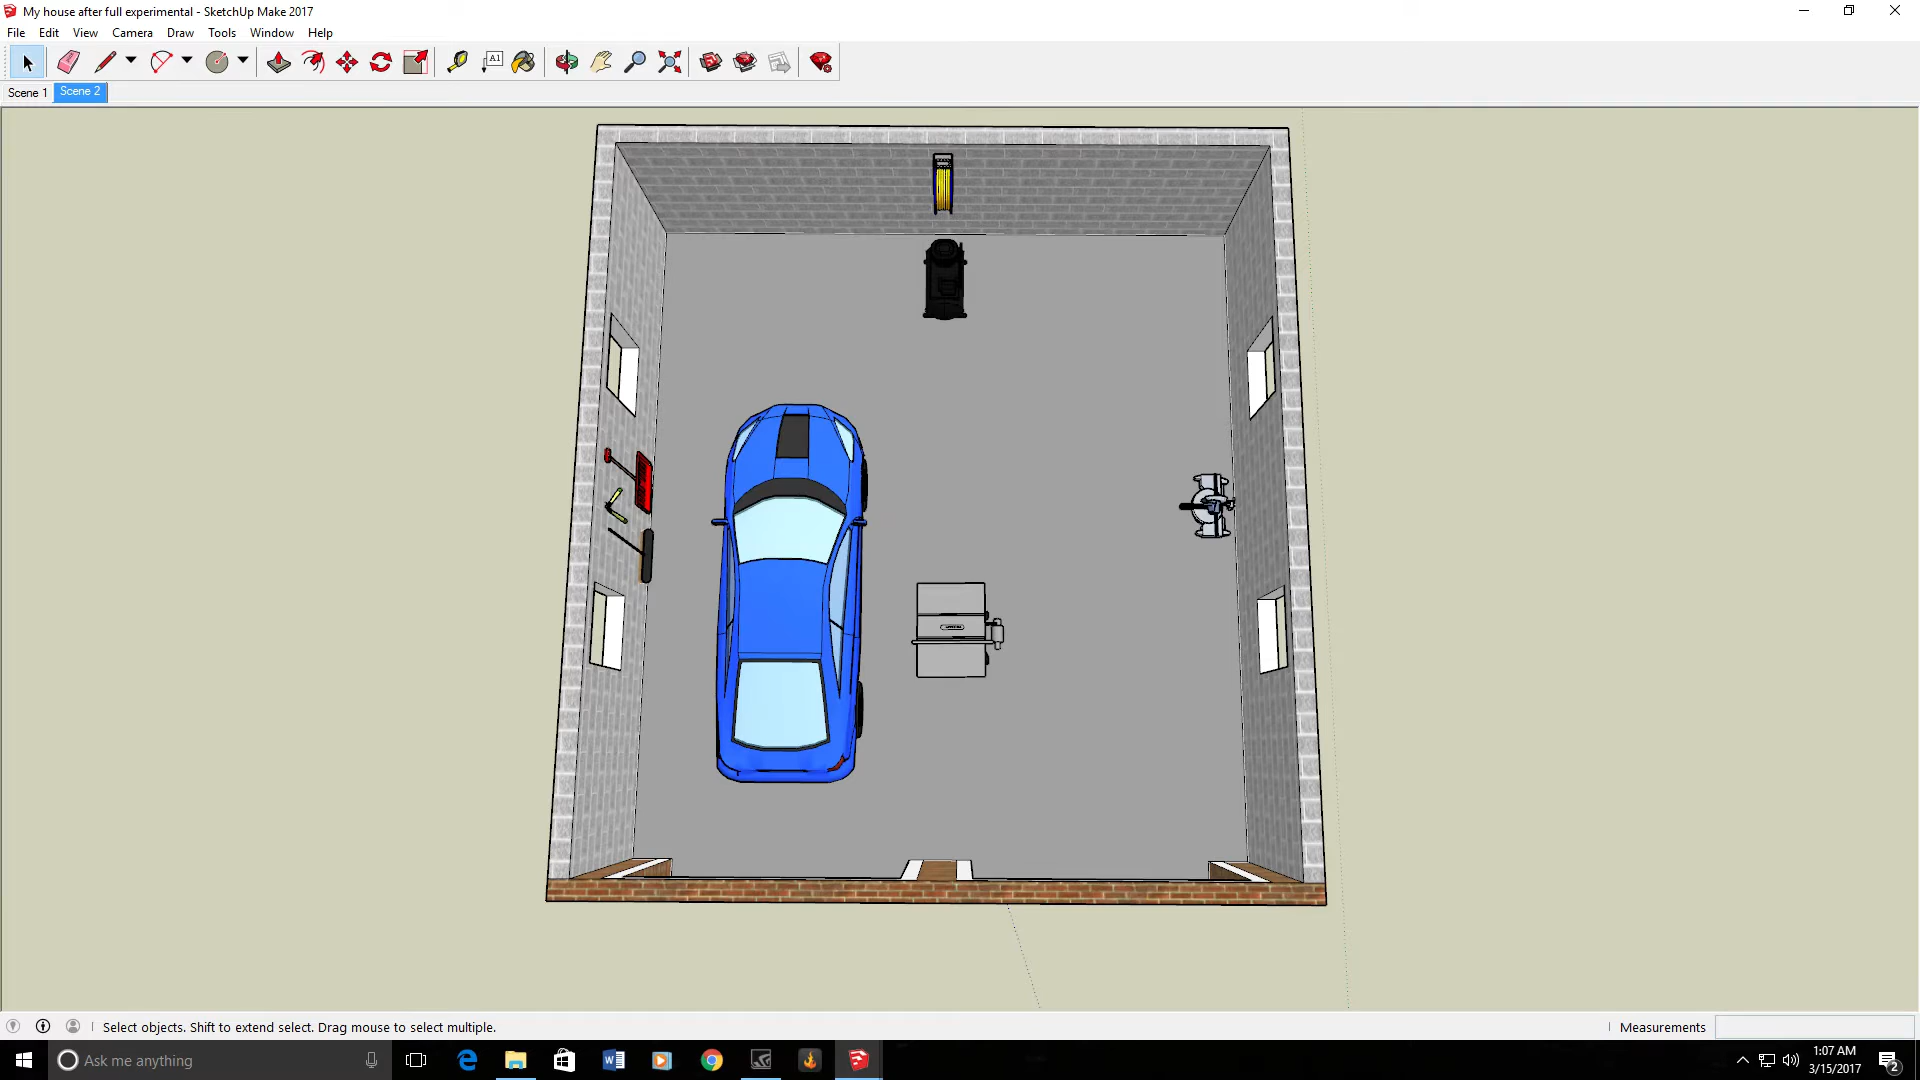 My house after full experimental - SketchUp Make 2017
File Edit View Camera Draw Tools Window Help
A1
Scene 1 Scene 2
Select objects. Shift to extend select. Drag mouse to select multiple.
Measurements
Ask me anything
1:07 AM
3/15/2017
2